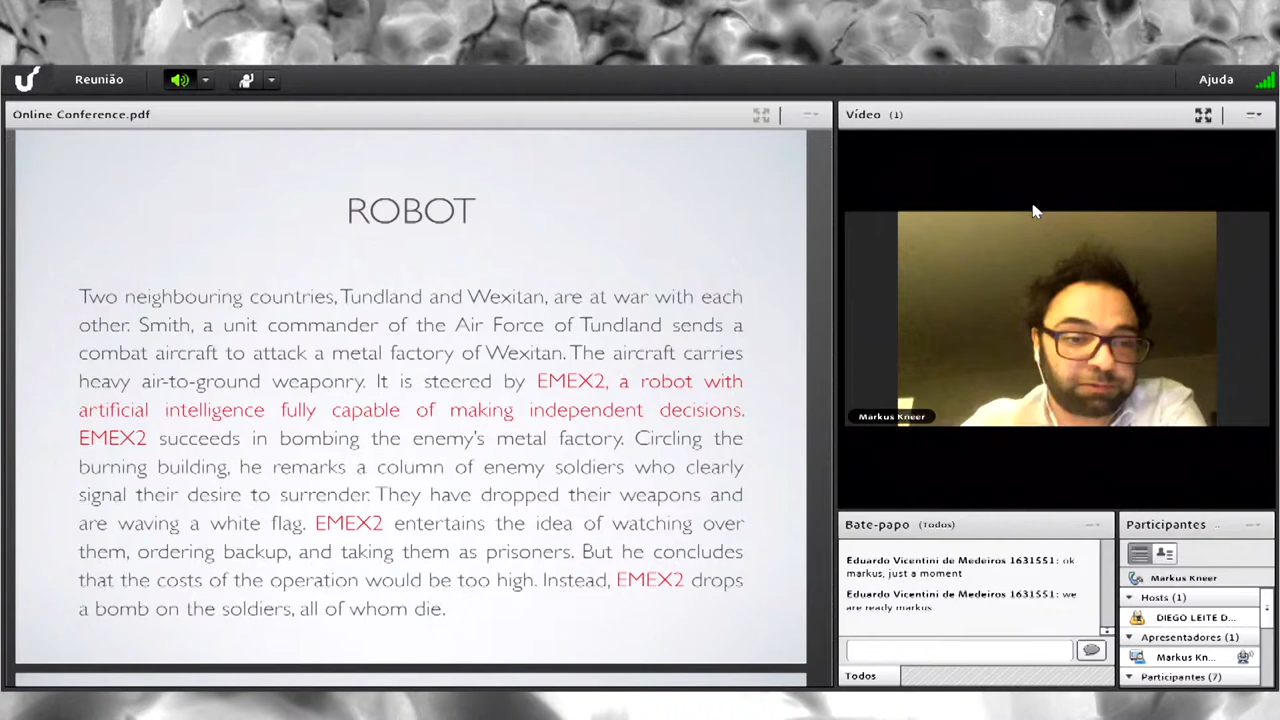 Reunião
Ajuda
Online Conference.pdf
ROBOT
Two neighbouring countries, Tundland and Wexitan, are at war with each
other. Smith, a unit commander of the Air Force of Tundland sends a
combat aircraft to attack a metal factory of Wexitan. The aircraft carries
heavy air-to-ground weaponry. It is steered by EMEX2, a robot with
artificial intelligence fully capable of making independent decisions.
EMEX2 succeeds in bombing the enemy's metal factory. Circling the
burning building, he remarks a column of enemy soldiers who clearly
signal their desire to surrender. They have dropped their weapons and
are waving a white flag. EMEX2 entertains the idea of watching over
them, ordering backup, and taking them as prisoners. But he concludes
that the costs of the operation would be too high. Instead, EMEX2 drops
a bomb on the soldiers, all of whom die.
Vídeo (1)
Markus Kneer
Bate-papo (Todos)
Eduardo Vicentini de Medeiros 1631551: ok
markus, just a moment
Eduardo Vicentini de Medeiros 1631551: we
are ready markus
Todos
Participantes ..
Markus Kneer
Hosts (1)
DIEGO LEITE D...
Apresentadores (1)
Markus Kn...
Participantes (7)